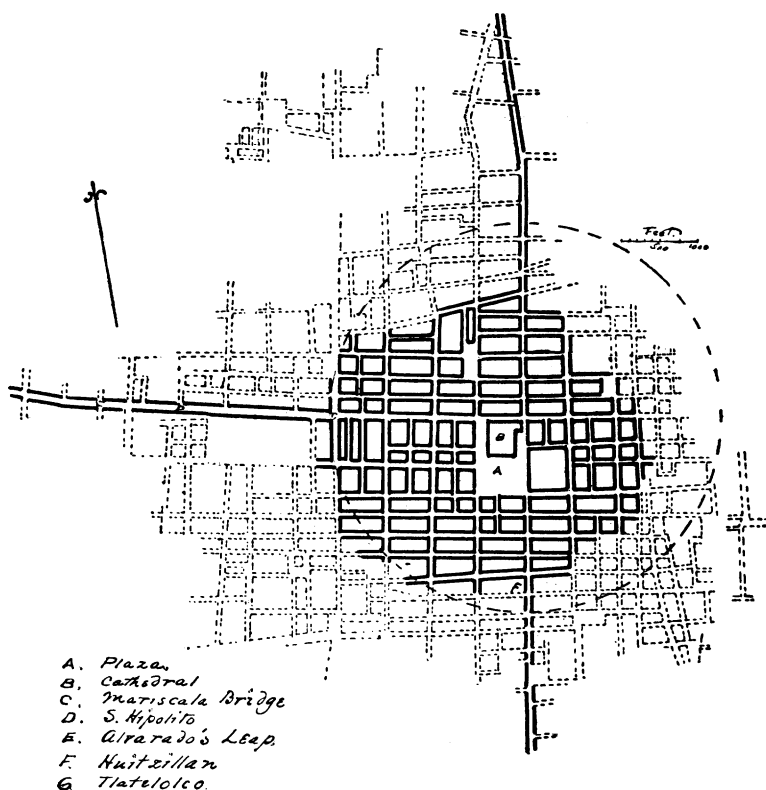 N
Feet.
500 1000
B
A
F
A. Plaza,
B. Cathedral
C. Mariscala Bridge
D. S. Hipolito
E. Alvarado's Leap.
F. Huitzillan
G Tlatelolco.